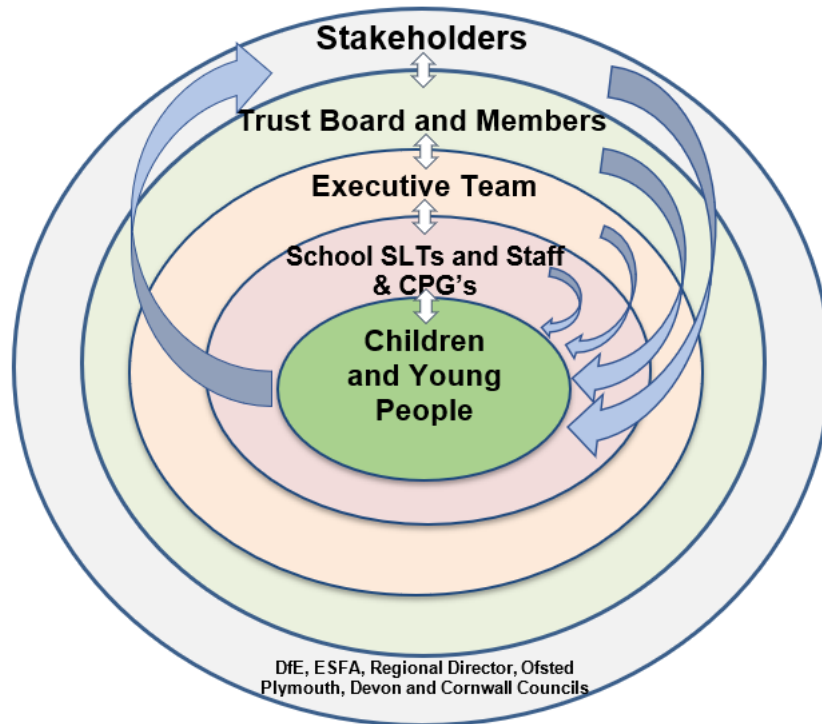 Stakeholders
Trust Board and Members
Executive Team
School SLTs and Staff
& CPG's
Children
and Young
People
DfE, ESFA, Regional Director, Ofsted
Plymouth, Devon and Cornwall Councils